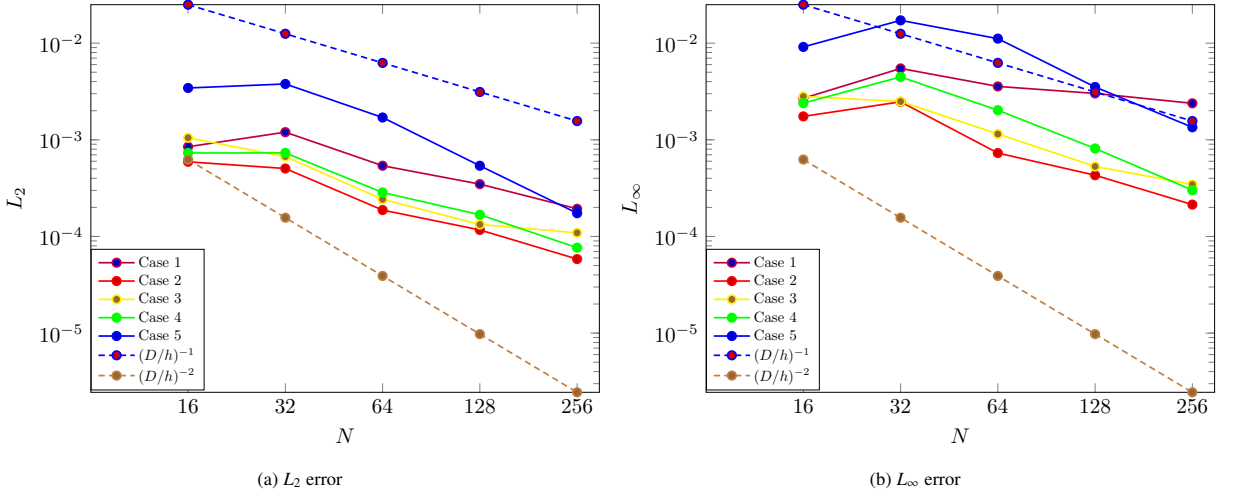 10^{-2}
10^{-3}
10^{-4}
10^{-5}
L_2
Case 1
Case 2
Case 3
Case 4
Case 5
(D/h)^{-1}
(D/h)^{-2}
16 32 64 128 256
N
(a) L_2 error
10^{-2}
10^{-3}
10^{-4}
10^{-5}
L_∞
Case 1
Case 2
Case 3
Case 4
Case 5
(D/h)^{-1}
(D/h)^{-2}
16 32 64 128 256
N
(b) L_∞ error